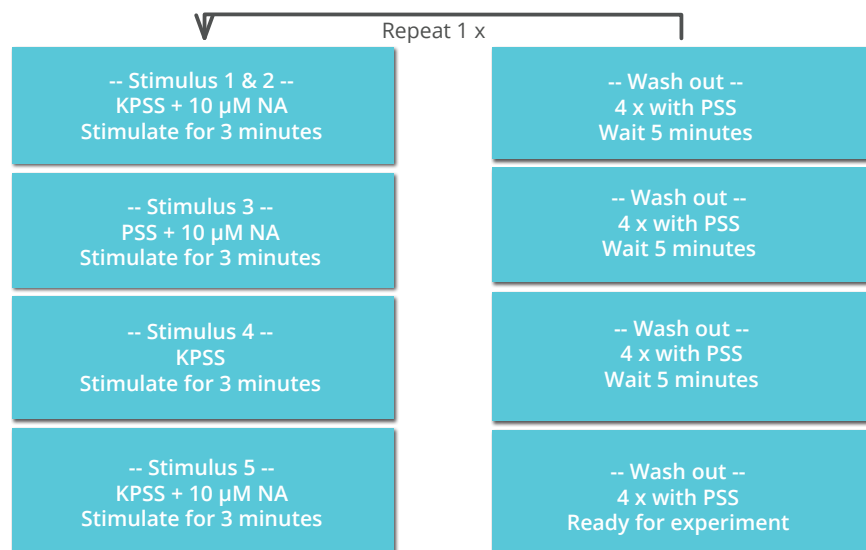 Repeat 1 x
-- Stimulus 1 & 2 --
KPSS + 10 µM NA
Stimulate for 3 minutes
-- Wash out --
4 x with PSS
Wait 5 minutes
-- Stimulus 3 --
PSS + 10 µM NA
Stimulate for 3 minutes
-- Wash out --
4 x with PSS
Wait 5 minutes
-- Stimulus 4 --
KPSS
Stimulate for 3 minutes
-- Wash out --
4 x with PSS
Wait 5 minutes
-- Stimulus 5 --
KPSS + 10 µM NA
Stimulate for 3 minutes
-- Wash out --
4 x with PSS
Ready for experiment